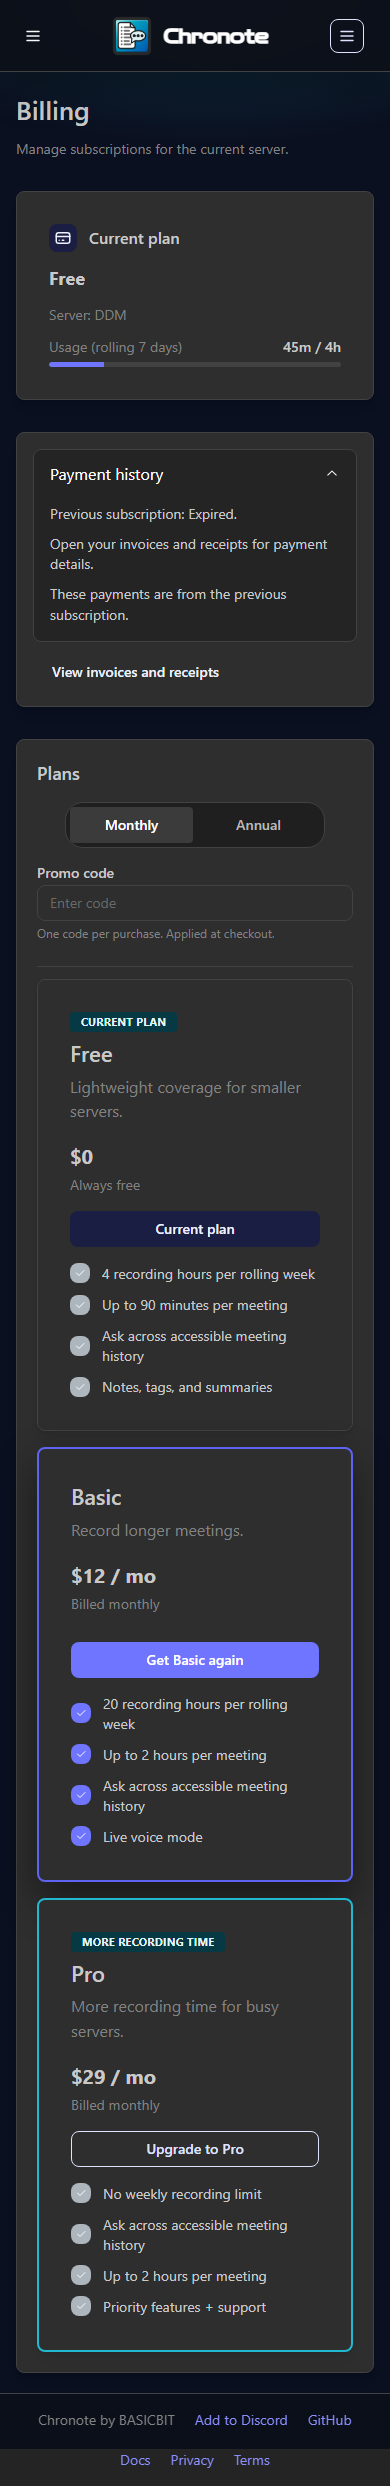 Chronote
Billing
Manage subscriptions for the current server.
Current plan
Free
Server: DDM
Usage (rolling 7 days) 45m / 4h
Payment history
Previous subscription: Expired.
Open your invoices and receipts for payment
details.
These payments are from the previous
subscription.
View invoices and receipts
Plans
Monthly Annual
Promo code
Enter code
One code per purchase. Applied at checkout.
CURRENT PLAN
Free
Lightweight coverage for smaller
servers.
$0
Always free
Current plan
4 recording hours per rolling week
Up to 90 minutes per meeting
Ask across accessible meeting
history
Notes, tags, and summaries
Basic
Record longer meetings.
$12 / mo
Billed monthly
Get Basic again
20 recording hours per rolling
week
Up to 2 hours per meeting
Ask across accessible meeting
history
Live voice mode
MORE RECORDING TIME
Pro
More recording time for busy
servers.
$29 / mo
Billed monthly
Upgrade to Pro
No weekly recording limit
Ask across accessible meeting
history
Up to 2 hours per meeting
Priority features + support
Chronote by BASICBIT Add to Discord GitHub
Docs Privacy Terms